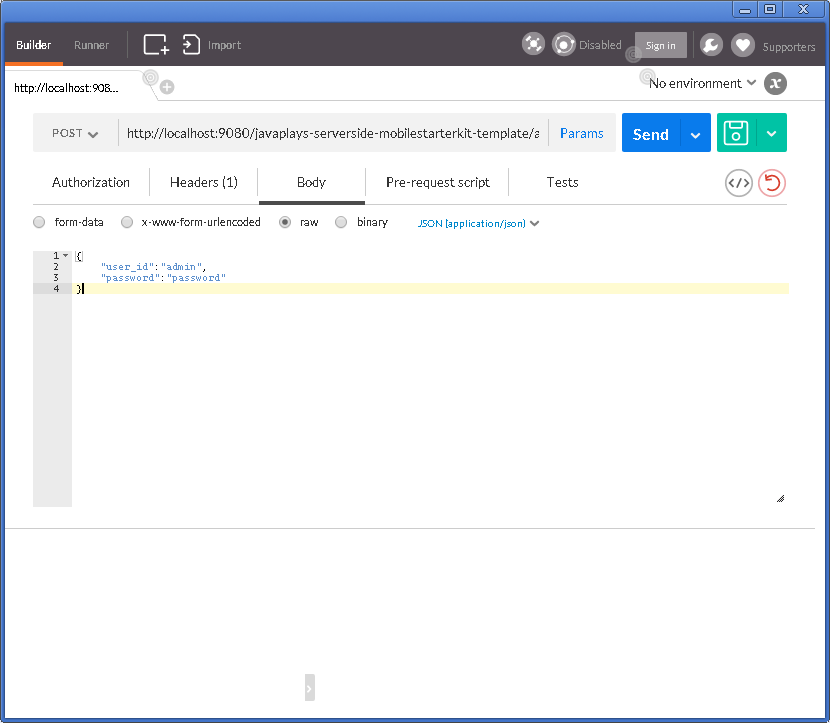 Builder Runner Import Disabled Sign in Supporters
http://localhost:908... No environment
POST http://localhost:9080/javaplays-serverside-mobilestarterkit-template/a Params Send
Authorization Headers (1) Body Pre-request script Tests
form-data x-www-form-urlencoded raw binary JSON (application/json)
1 {
2 "user_id":"admin",
3 "password":"password"
4 }